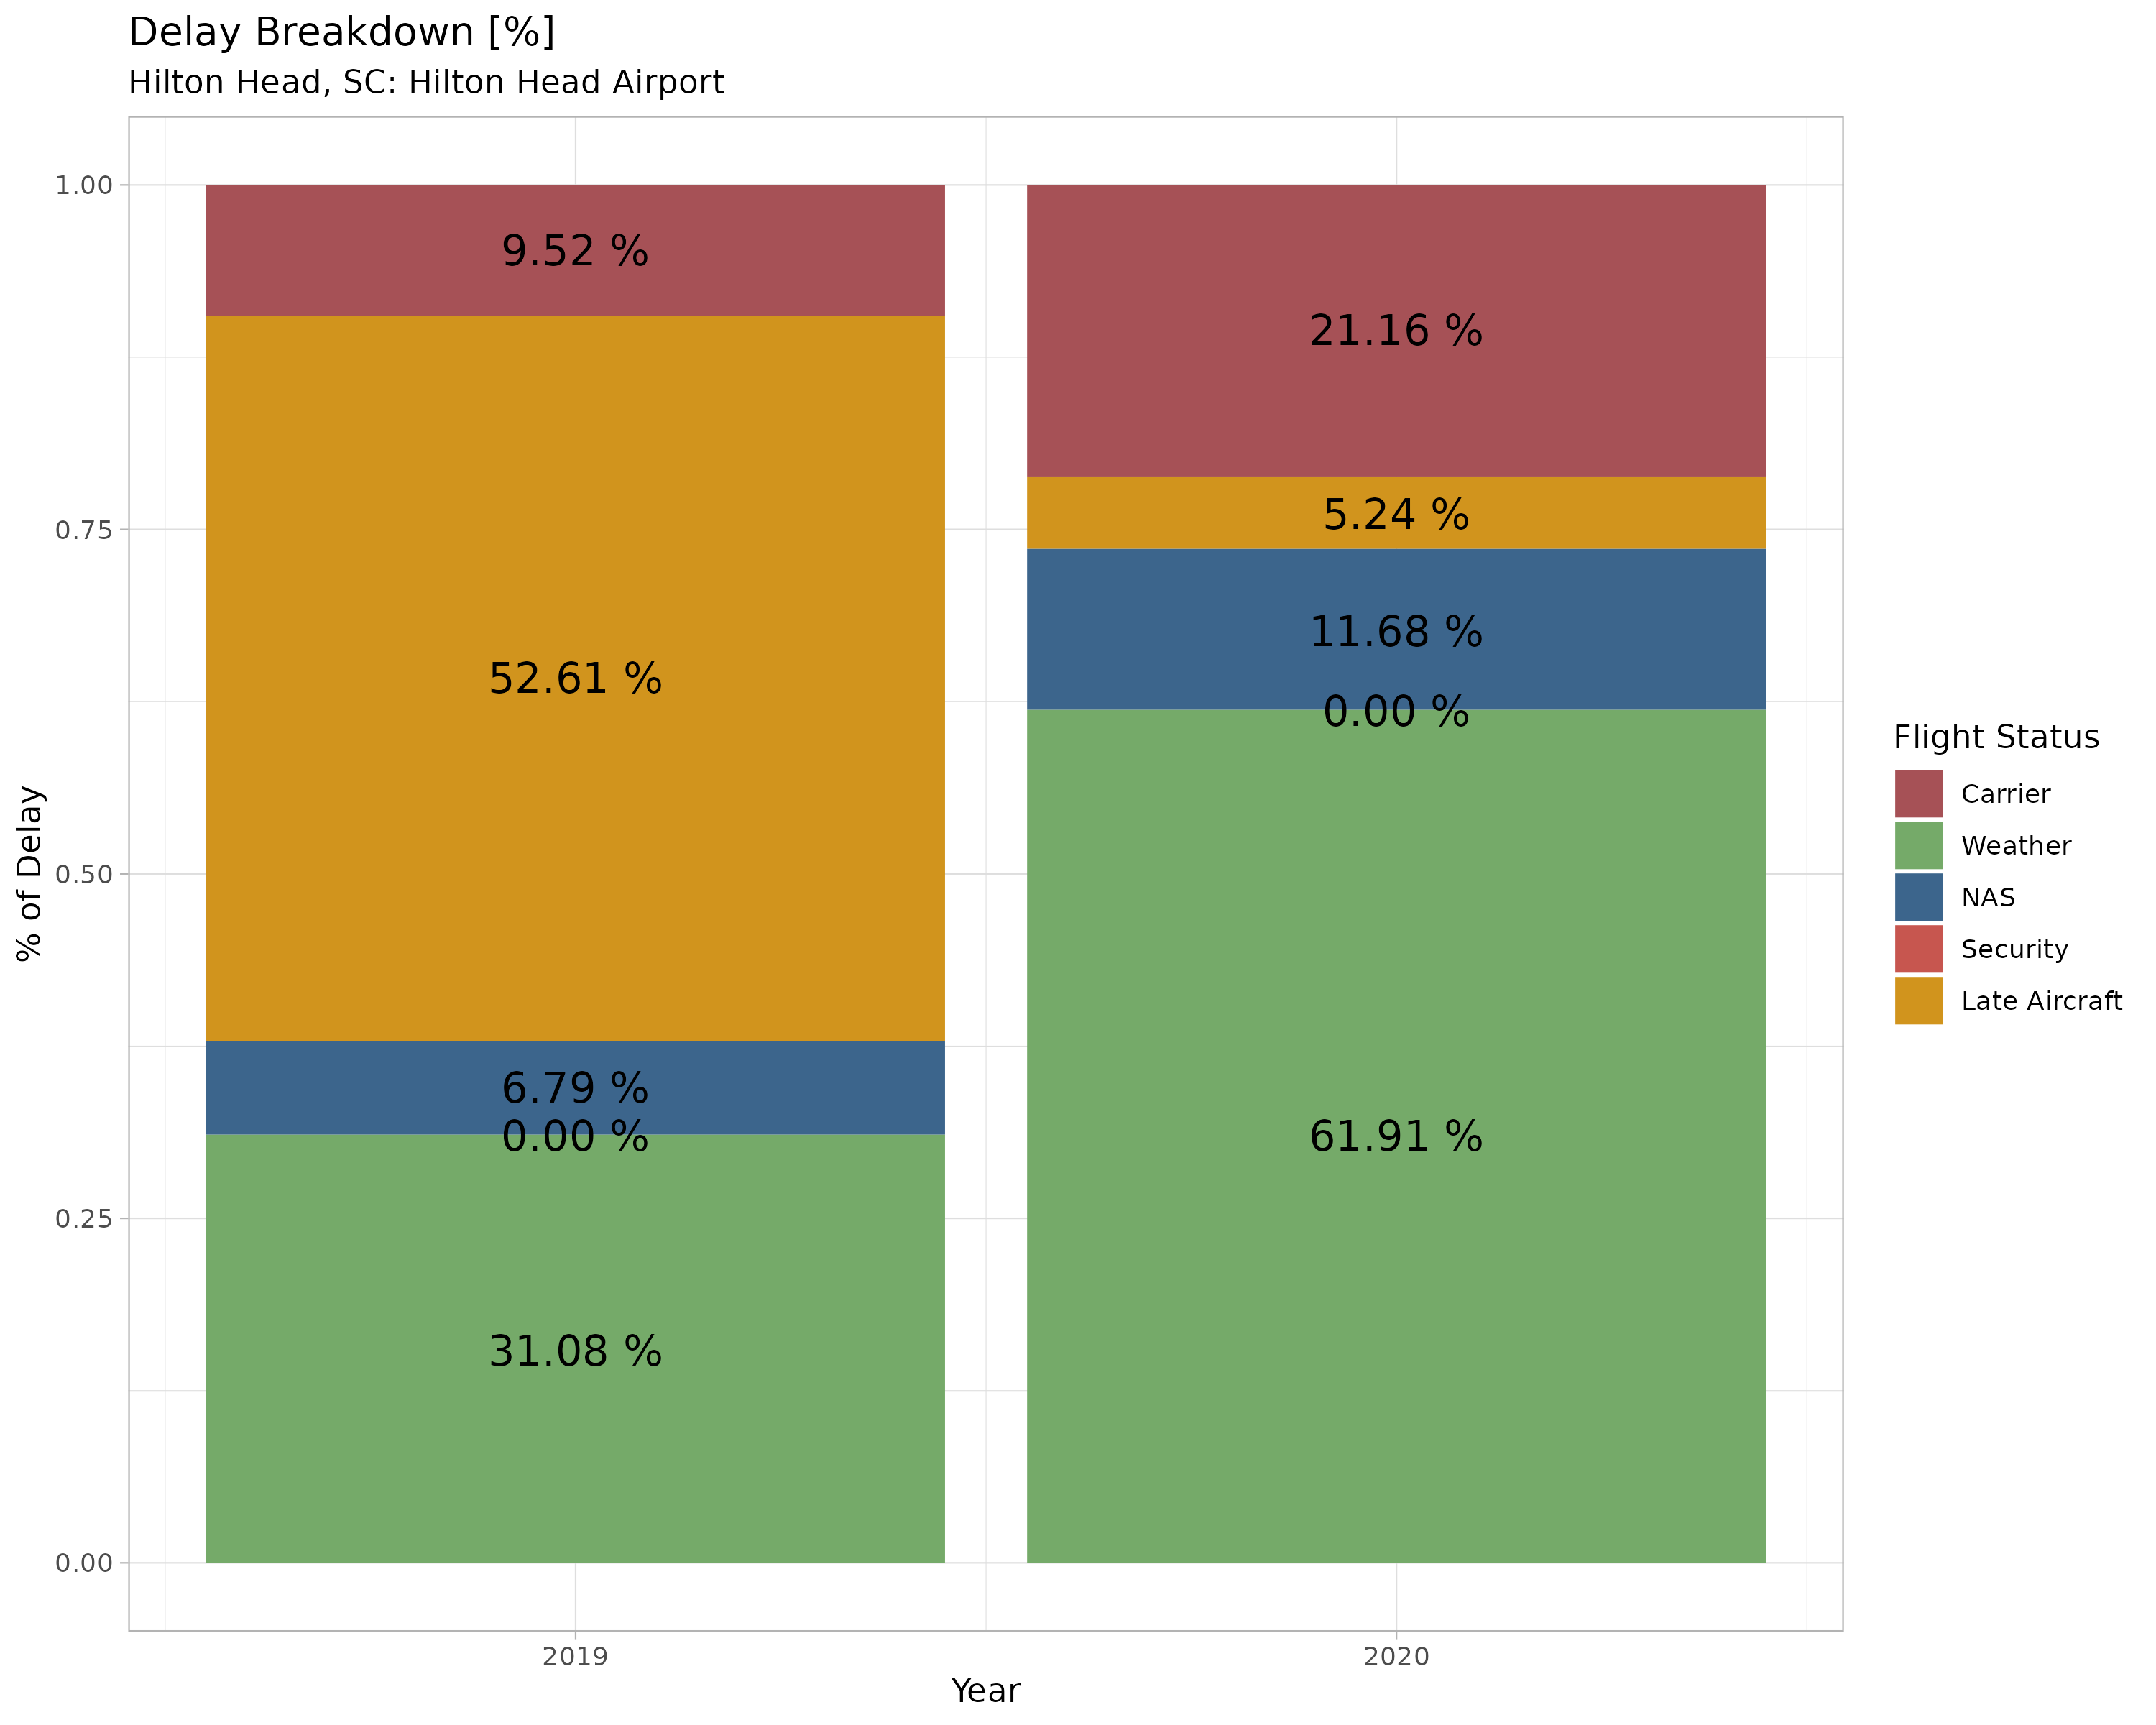 Delay Breakdown [%]
Hilton Head, SC: Hilton Head Airport
% of Delay
1.00
0.75
0.50
0.25
0.00
9.52 %
52.61 %
6.79 %
0.00 %
31.08 %
21.16 %
5.24 %
11.68 %
0.00 %
61.91 %
2019
2020
Year
Flight Status
Carrier
Weather
NAS
Security
Late Aircraft